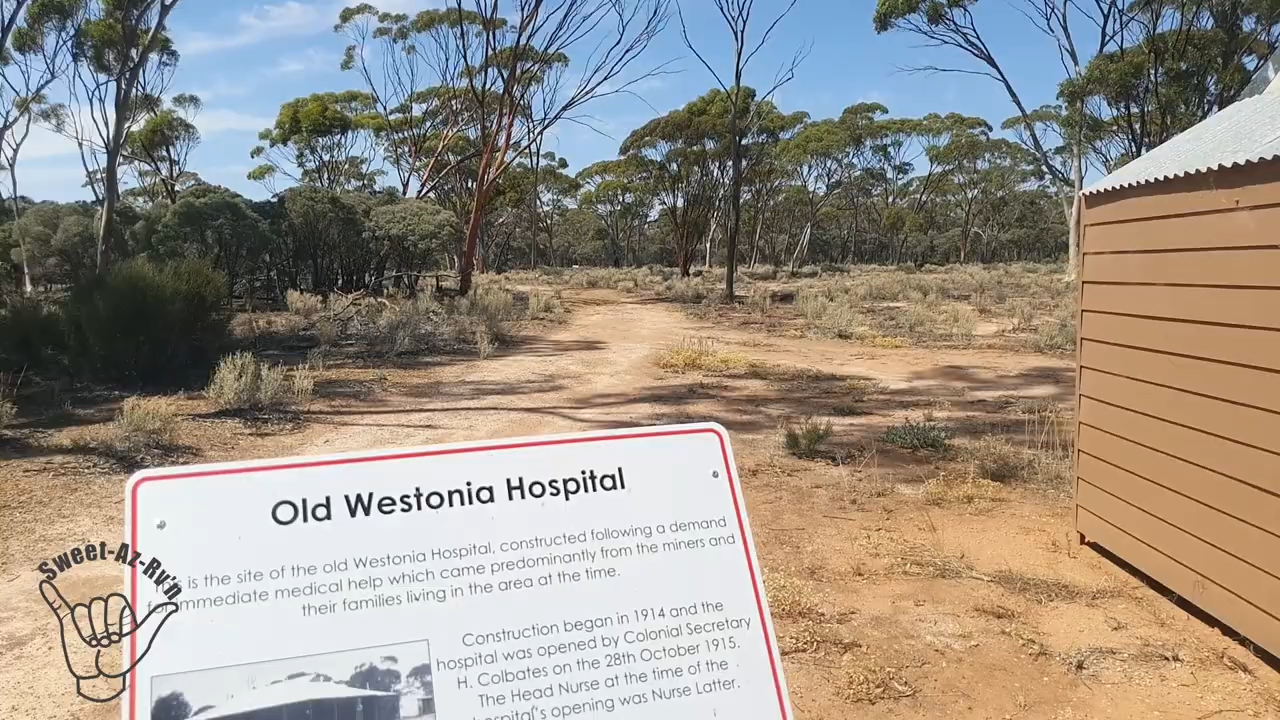 Old Westonia Hospital
is the site of the old Westonia Hospital, constructed following a demand
immediate medical help which came predominantly from the miners and
their families living in the area at the time.
Construction began in 1914 and the
hospital was opened by Colonial Secretary
H. Colbates on the 28th October 1915.
The Head Nurse at the time of the
hospital's opening was Nurse Latter.
Sweet-Az-Ry'n